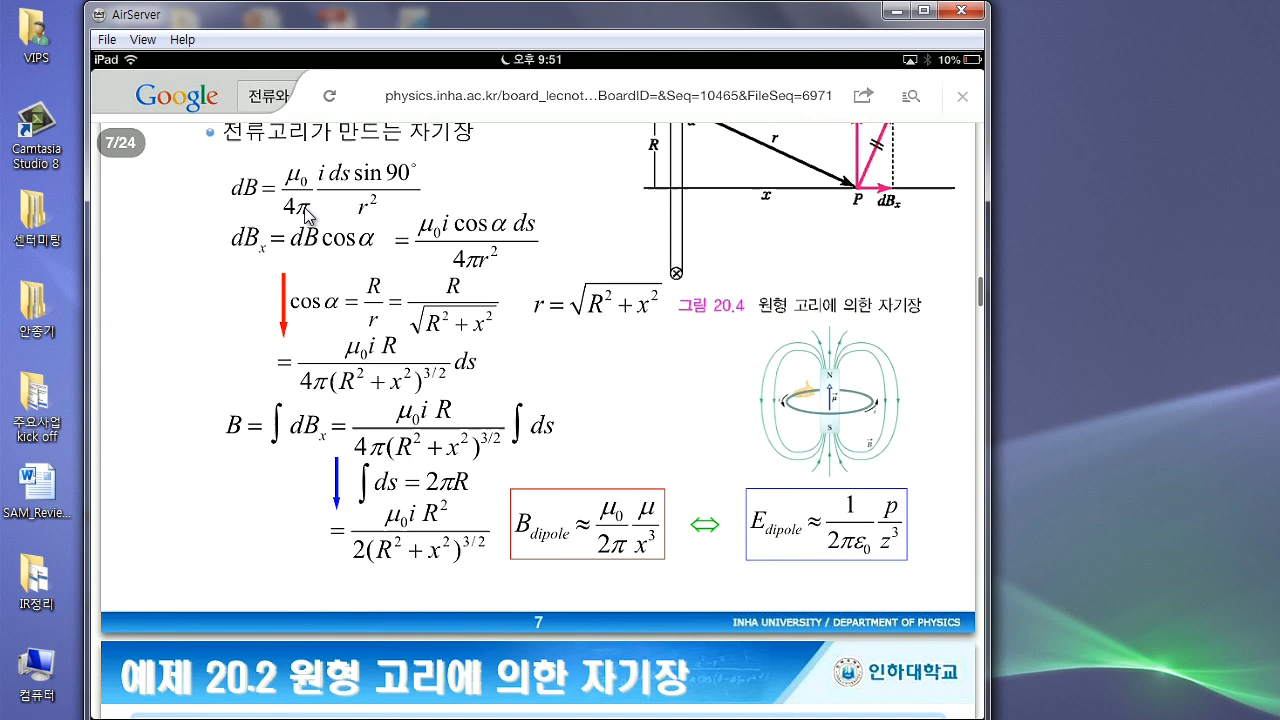 VIPS
Camtasia
Studio 8
센터미팅
안종기
주요사업
kick off
SAM_Revie...
IR정리
컴퓨터
AirServer
File View Help
iPad 오후 9:51 10%
Google 전류와 physics.inha.ac.kr/board_lecnot...BoardID=&Seq=10465&FileSeq=6971
7/24
전류고리가 만드는 자기장
dB = μ₀/4π i ds sin 90°/r²
dBₓ = dB cos α = μ₀i cos α ds/4πr²
cos α = R/r = R/√(R² + x²) r = √(R² + x²)
= μ₀i R/4π(R² + x²)^3/2 ds
B = ∫ dBₓ = μ₀i R/4π(R² + x²)^3/2 ∫ ds
∫ ds = 2πR
= μ₀i R²/2(R² + x²)^3/2
B_dipole ≈ μ₀/2π μ/x³ ⇔ E_dipole ≈ 1/2πε₀ p/z³
R r x P dBₓ
그림 20.4 원형 고리에 의한 자기장
N
μ
S
B
7 INHA UNIVERSITY / DEPARTMENT OF PHYSICS
예제 20.2 원형 고리에 의한 자기장 인하대학교